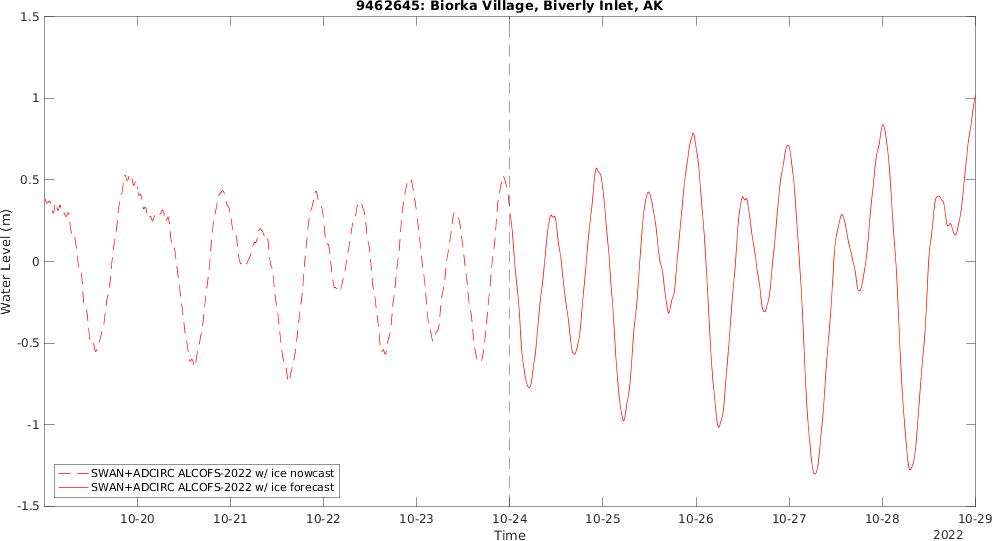 9462645: Biorka Village, Biverly Inlet, AK
Water Level (m)
1.5
1
0.5
0
-0.5
-1
-1.5
SWAN+ADCIRC ALCOFS-2022 w/ ice nowcast
SWAN+ADCIRC ALCOFS-2022 w/ ice forecast
10-20 10-21 10-22 10-23 10-24 10-25 10-26 10-27 10-28 10-29
Time
2022